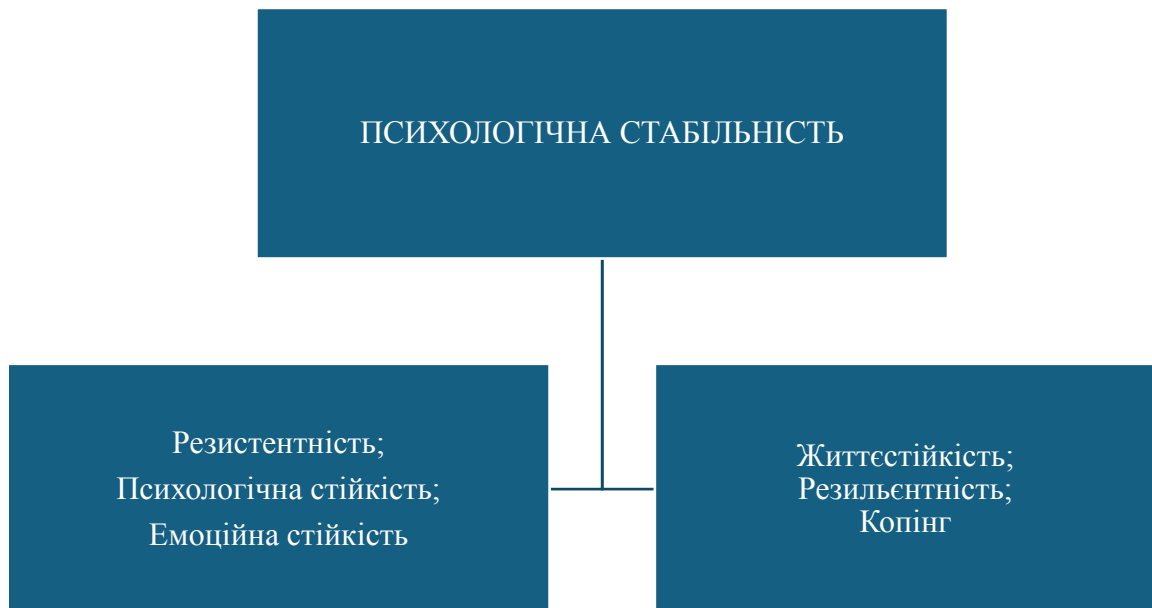 ПСИХОЛОГІЧНА СТАБІЛЬНІСТЬ
Резистентність;
Психологічна стійкість;
Емоційна стійкість
Життєстійкість;
Резильєнтність;
Копінг